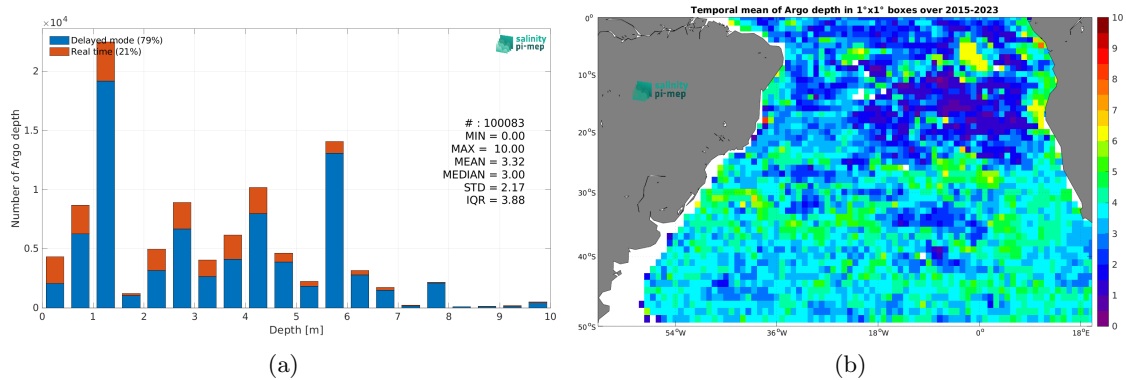 ×10⁴
Delayed mode (79%)
Real time (21%)
salinity
pi-mep
# : 100083
MIN = 0.00
MAX = 10.00
MEAN = 3.32
MEDIAN = 3.00
STD = 2.17
IQR = 3.88
Number of Argo depth
2
1.5
1
0.5
0
0 1 2 3 4 5 6 7 8 9 10
Depth [m]
(a)
Temporal mean of Argo depth in 1°x1° boxes over 2015-2023
salinity
pi-mep
0°
10°S
20°S
30°S
40°S
50°S
54°W 36°W 18°W 0° 18°E
10
9
8
7
6
5
4
3
2
1
0
(b)